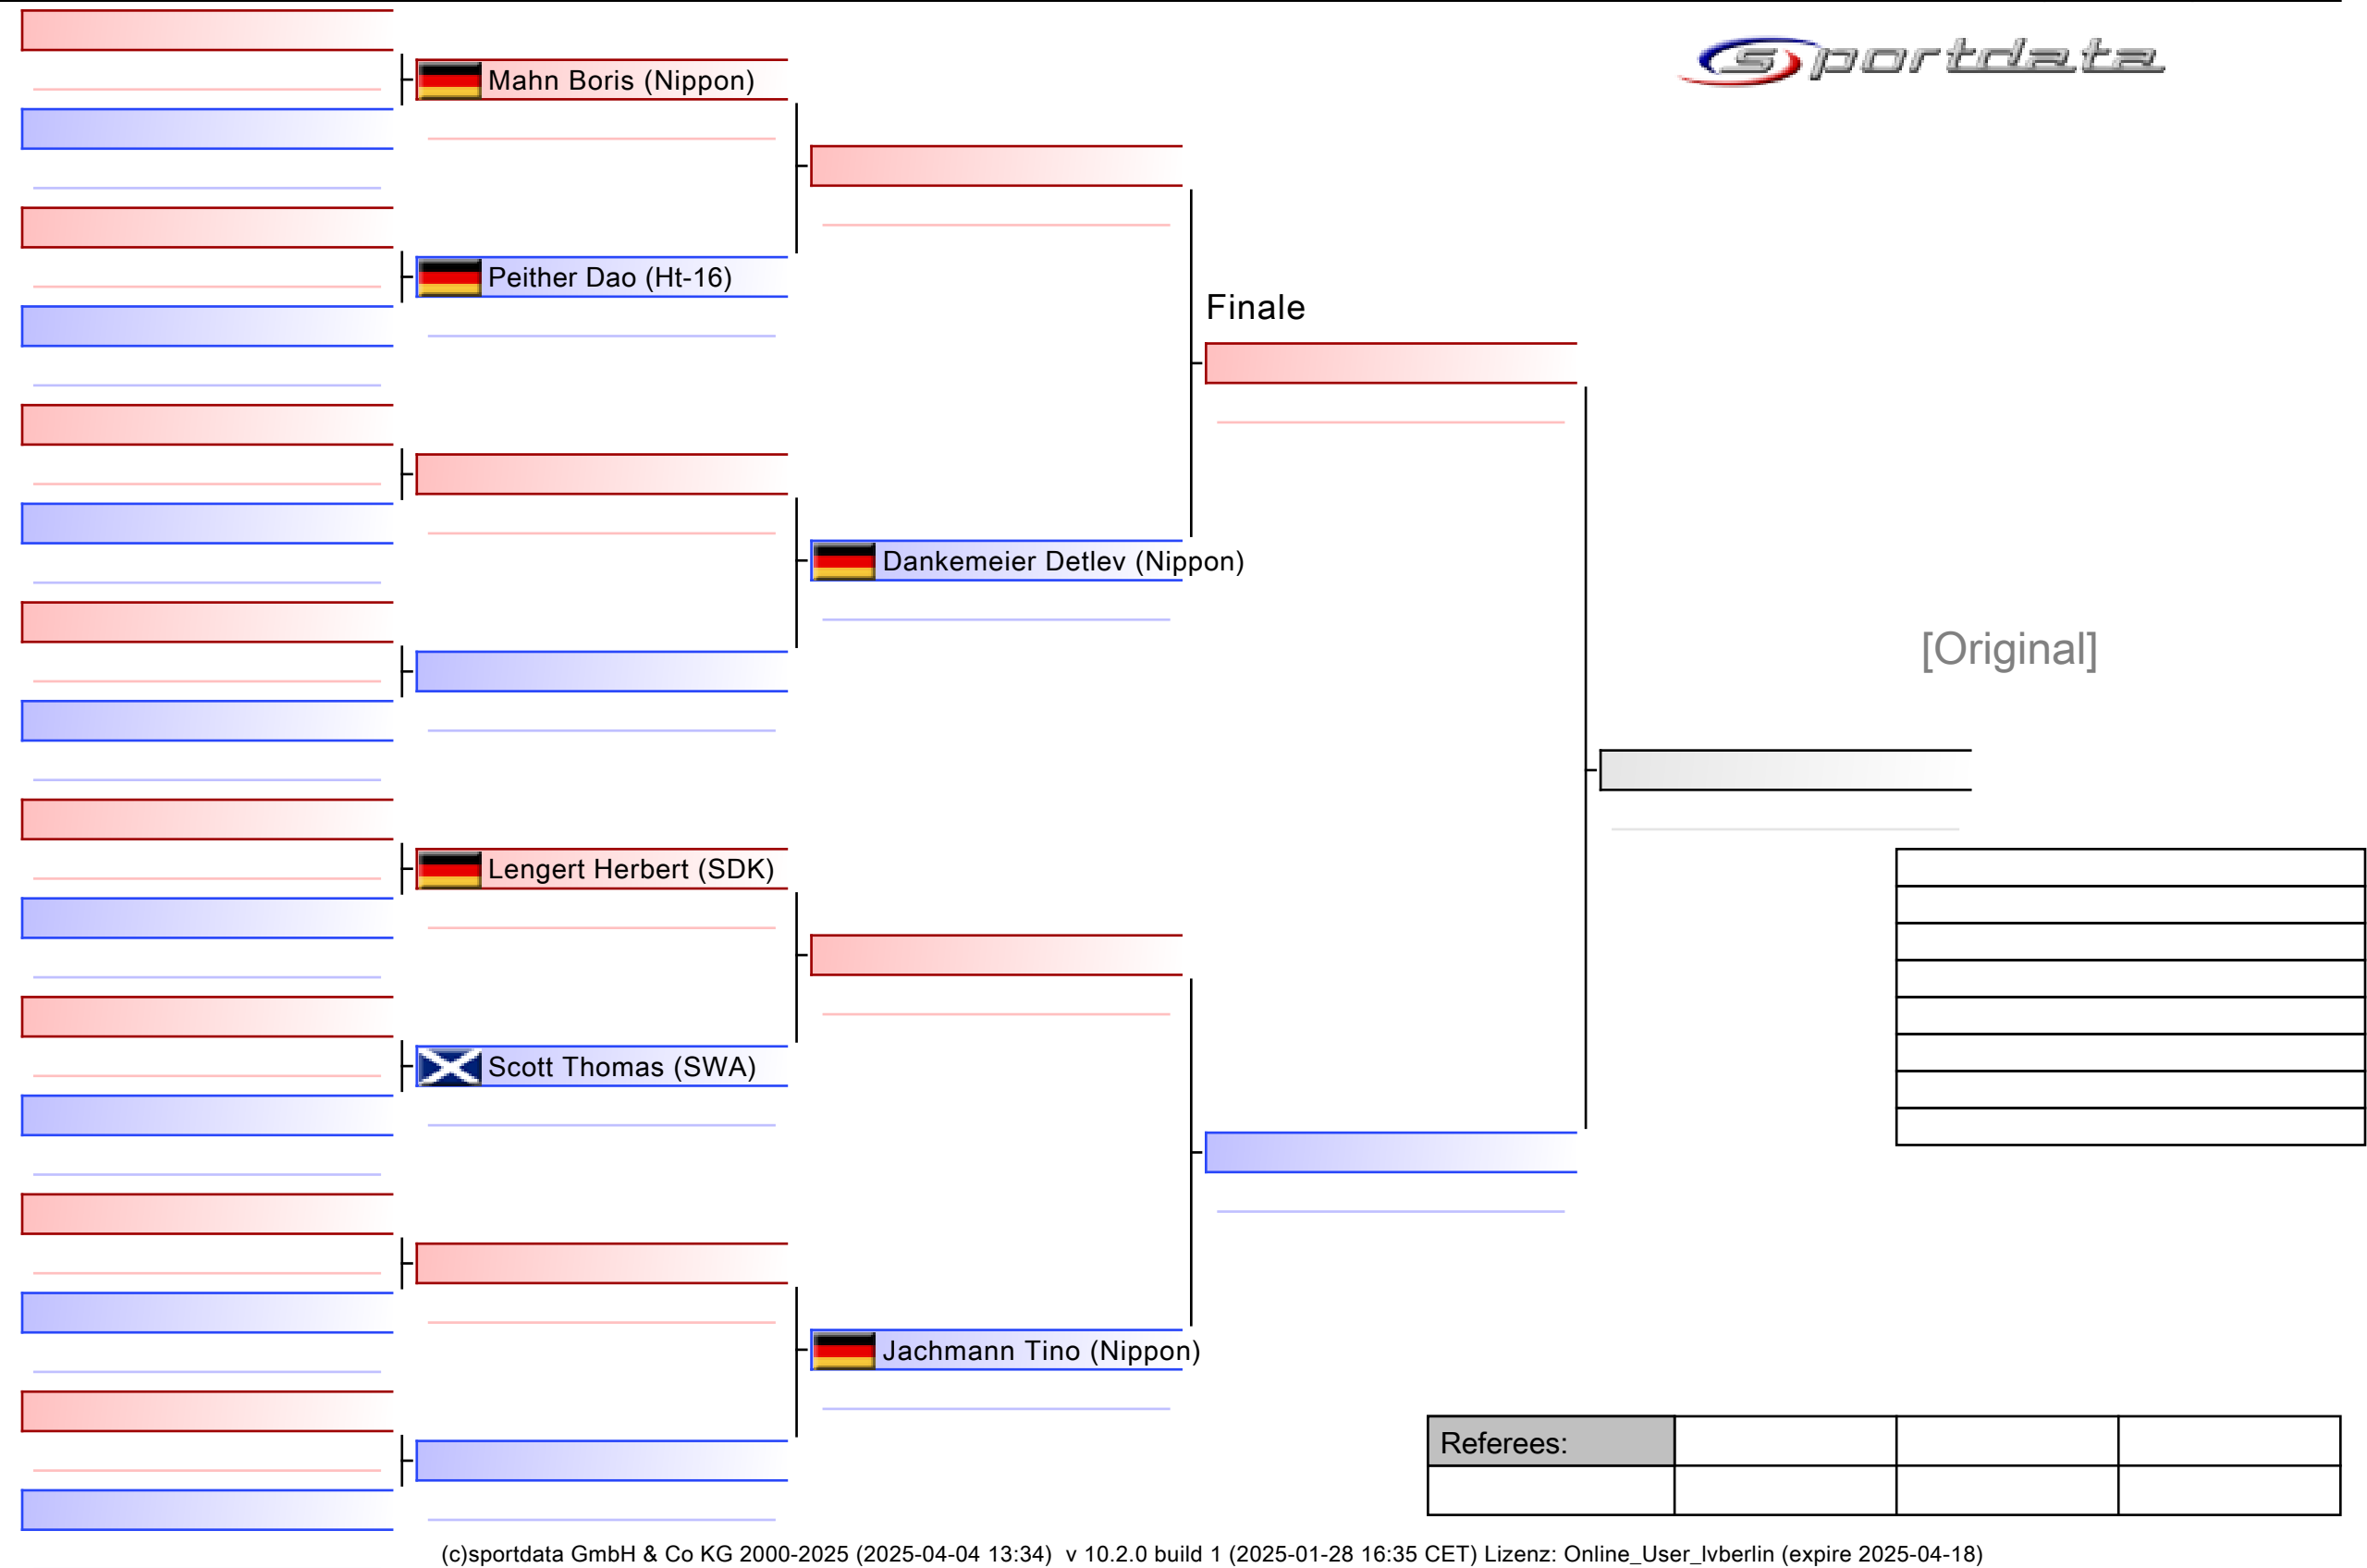 sportdata
Mahn Boris (Nippon)
Peither Dao (Ht-16)
Finale
Dankemeier Detlev (Nippon)
[Original]
Lengert Herbert (SDK)
Scott Thomas (SWA)
Jachmann Tino (Nippon)
Referees:
(c)sportdata GmbH & Co KG 2000-2025 (2025-04-04 13:34) v 10.2.0 build 1 (2025-01-28 16:35 CET) Lizenz: Online_User_lvberlin (expire 2025-04-18)